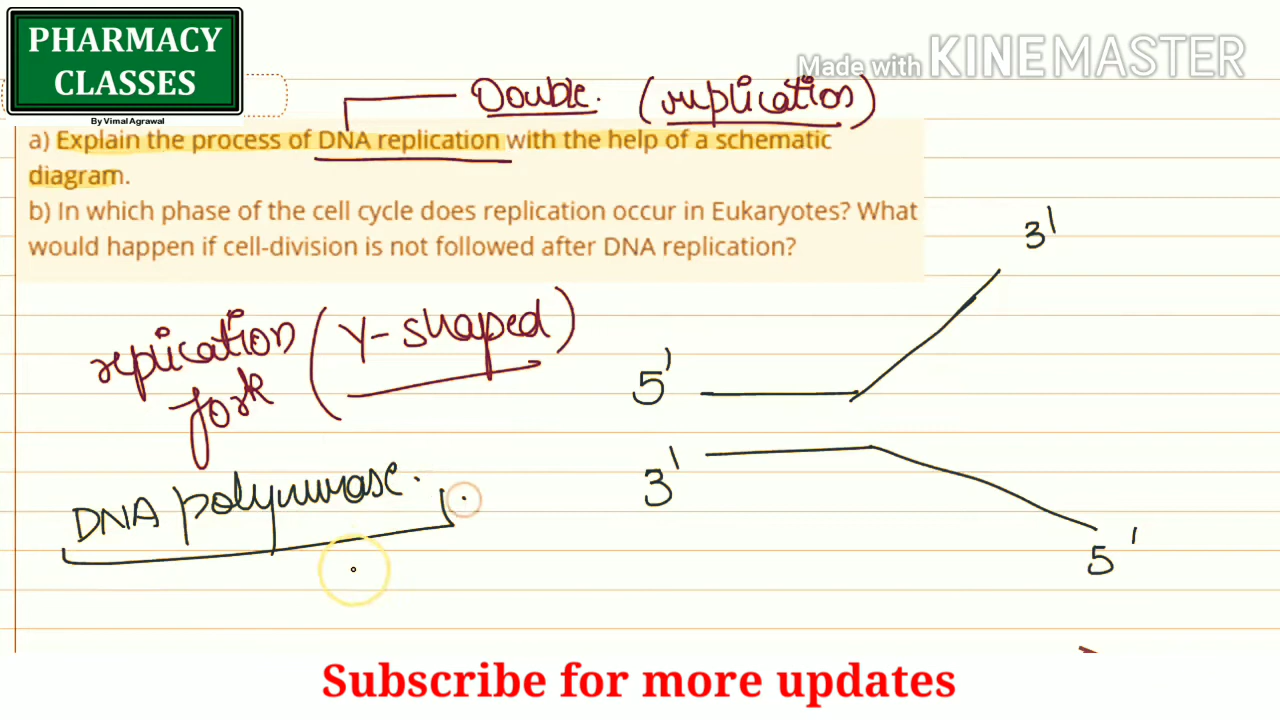 PHARMACY
CLASSES
By Vimal Agrawal
Made with KINEMASTER
Double. (replication)
a) Explain the process of DNA replication with the help of a schematic
diagram.
b) In which phase of the cell cycle does replication occur in Eukaryotes? What
would happen if cell-division is not followed after DNA replication?
3'
replication
fork
(Y-shaped)
5'
3'
DNA polymerase.
5'
Subscribe for more updates